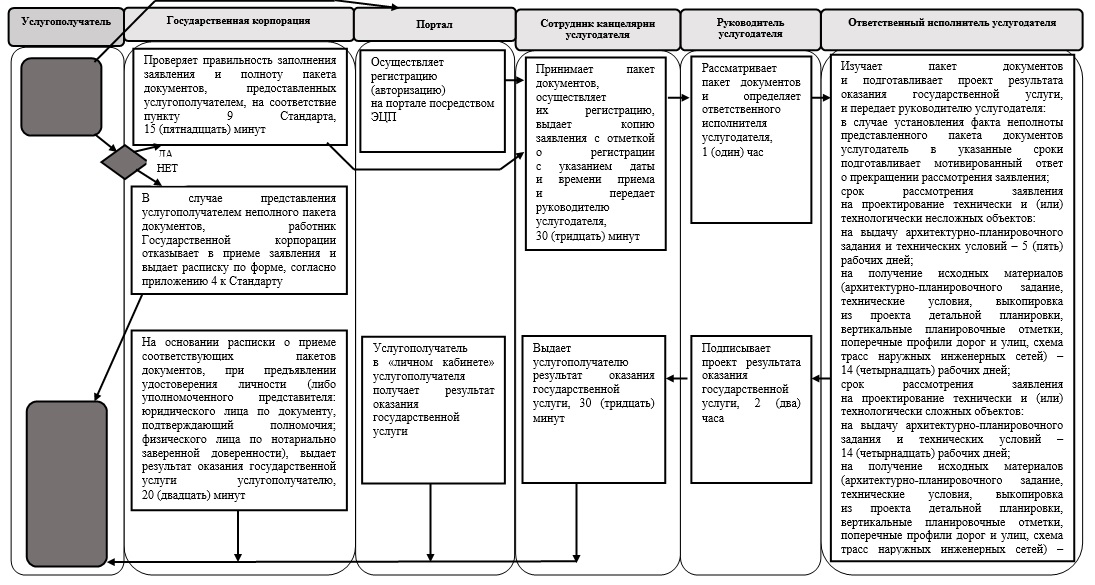 Услугополучатель
Государственная корпорация
Портал
Сотрудник канцелярии
услугодателя
Руководитель
услугодателя
Ответственный исполнитель услугодателя
Проверяет правильность заполнения
заявления и полноту пакета
документов, предоставленных
услугополучателем, на соответствие
пункту 9 Стандарта,
15 (пятнадцать) минут
ДА
НЕТ
В случае представления
услугополучателем неполного пакета
документов, работник
Государственной корпорации
отказывает в приеме заявления и
выдает расписку по форме, согласно
приложению 4 к Стандарту
На основании расписки о приеме
соответствующих пакетов
документов, при предъявлении
удостоверения личности (либо
уполномоченного представителя:
юридического лица по документу,
подтверждающий полномочия;
физического лица по нотариально
заверенной доверенности), выдает
результат оказания государственной
услуги услугополучателю,
20 (двадцать) минут
Осуществляет
регистрацию
(авторизацию)
на портале посредством
ЭЦП
Услугополучатель
в «личном кабинете»
услугополучателя
получает результат
оказания
государственной
услуги
Принимает пакет
документов,
осуществляет
их регистрацию,
выдает копию
заявления с отметкой
о регистрации
с указанием даты
и времени приема
и передает
руководителю
услугодателя,
30 (тридцать) минут
Выдает
услугополучателю
результат оказания
государственной
услуги, 30 (тридцать)
минут
Рассматривает
пакет документов
и определяет
ответственного
исполнителя
услугодателя,
1 (один) час
Подписывает
проект результата
оказания
государственной
услуги, 2 (два)
часа
Изучает пакет документов
и подготавливает проект результата
оказания государственной услуги,
и передает руководителю услугодателя:
в случае установления факта неполноты
представленного пакета документов
услугодатель в указанные сроки
подготавливает мотивированный ответ
о прекращении рассмотрения заявления;
срок рассмотрения заявления
на проектирование технически и (или)
технологически несложных объектов:
на выдачу архитектурно-планировочного
задания и технических условий – 5 (пять)
рабочих дней;
на получение исходных материалов
(архитектурно-планировочного задание,
технические условия, выкопировка
из проекта детальной планировки,
вертикальные планировочные отметки,
поперечные профили дорог и улиц, схема
трасс наружных инженерных сетей) –
14 (четырнадцать) рабочих дней;
срок рассмотрения заявления
на проектирование технически и (или)
технологически сложных объектов:
на выдачу архитектурно-планировочного
задания и технических условий –
14 (четырнадцать) рабочих дней;
на получение исходных материалов
(архитектурно-планировочного задание,
технические условия, выкопировка
из проекта детальной планировки,
вертикальные планировочные отметки,
поперечные профили дорог и улиц, схема
трасс наружных инженерных сетей) –